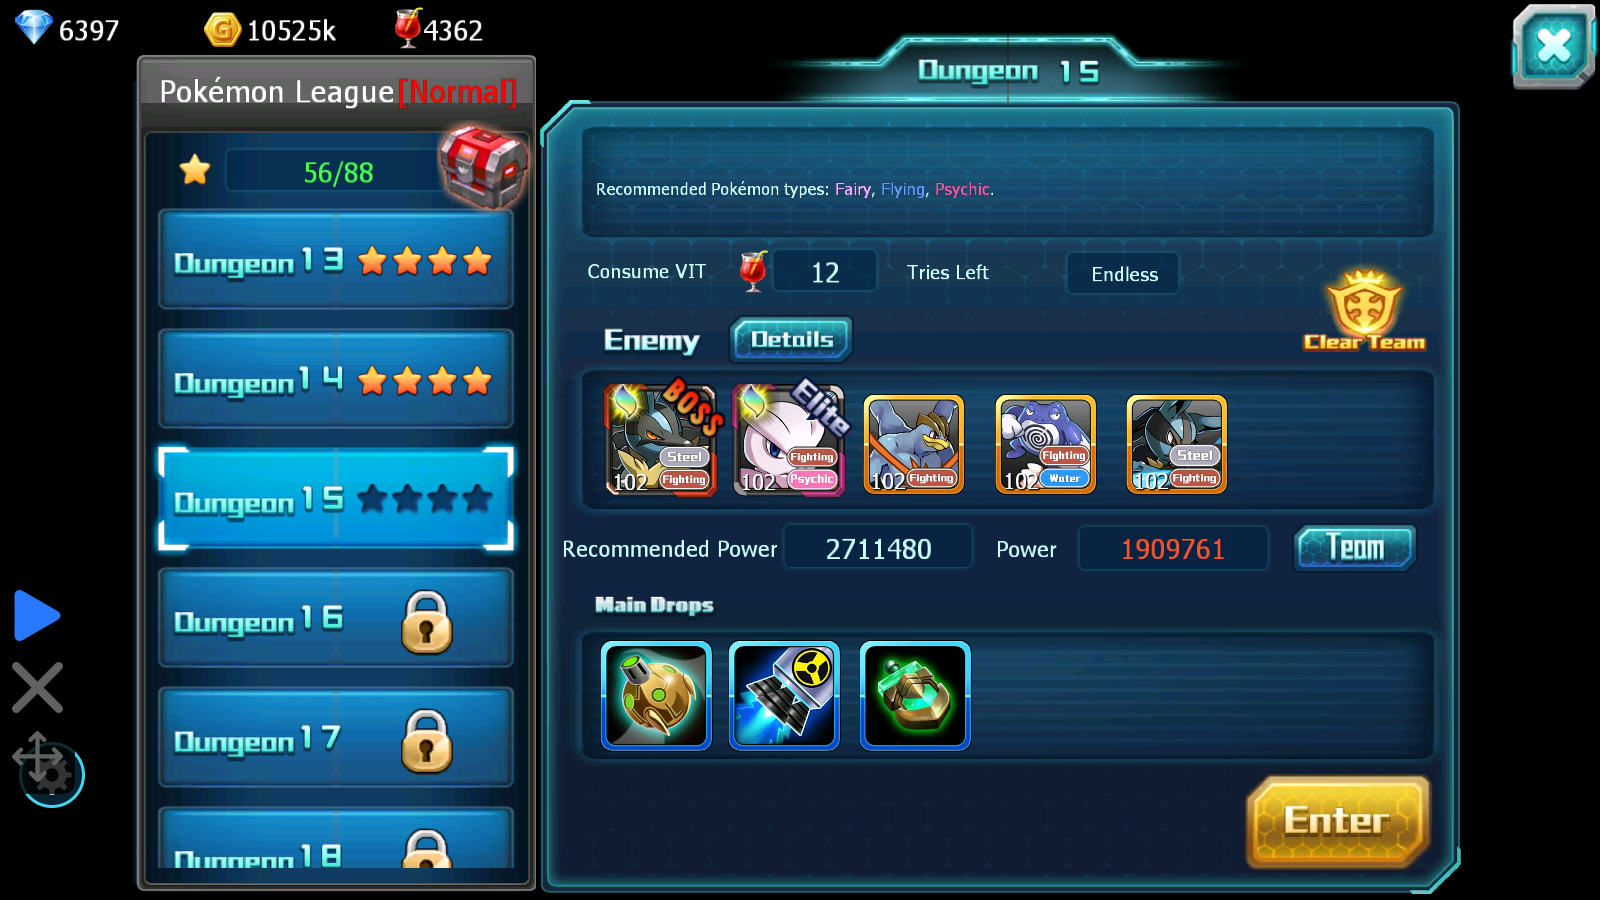 6397
10525k
4362
Pokémon League[Normal]
56/88
Dungeon 13
Dungeon 14
Dungeon 15
Dungeon 16
Dungeon 17
Dungeon 18
Dungeon 15
Recommended Pokémon types: Fairy, Flying, Psychic.
Consume VIT 12 Tries Left Endless
Clear Team
Enemy Details
BOSS
Steel
102 Fighting
Elite
Fighting
102 Psychic
102 Fighting
Fighting
102 Water
Steel
102 Fighting
Recommended Power 2711480 Power 1909761 Team
Main Drops
Enter